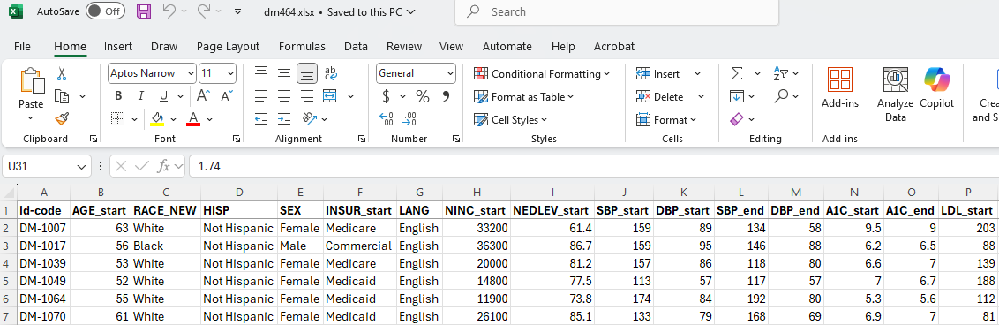 AutoSave Off dm464.xlsx • Saved to this PC Search
File Home Insert Draw Page Layout Formulas Data Review View Automate Help Acrobat
Paste Aptos Narrow 11 A A ab General Conditional Formatting Insert Σ A Z Add-ins Analyze Data Copilot
B I U A A $ % , Format as Table Delete
Cell Styles Format
Clipboard Font Alignment Number Styles Cells Editing Add-ins
U31 fx 1.74
A B C D E F G H I J K L M N O P
1 id-code AGE_start RACE_NEW HISP SEX INSUR_start LANG NINC_start NEDLEV_start SBP_start DBP_start SBP_end DBP_end A1C_start A1C_end LDL_start
2 DM-1007 63 White Not Hispanic Female Medicare English 33200 61.4 159 89 134 58 9.5 9 203
3 DM-1017 56 Black Not Hispanic Male Commercial English 36300 86.7 159 95 146 88 6.2 6.5 88
4 DM-1039 53 White Not Hispanic Female Medicare English 20000 81.2 157 86 118 80 6.6 7 139
5 DM-1049 52 White Not Hispanic Female Medicaid English 14800 77.5 113 57 117 57 7 6.7 188
6 DM-1064 55 White Not Hispanic Female Medicaid English 11900 73.8 174 84 192 80 5.3 5.6 112
7 DM-1070 61 White Not Hispanic Female Medicaid English 26100 85.1 133 79 168 69 6.9 7 81